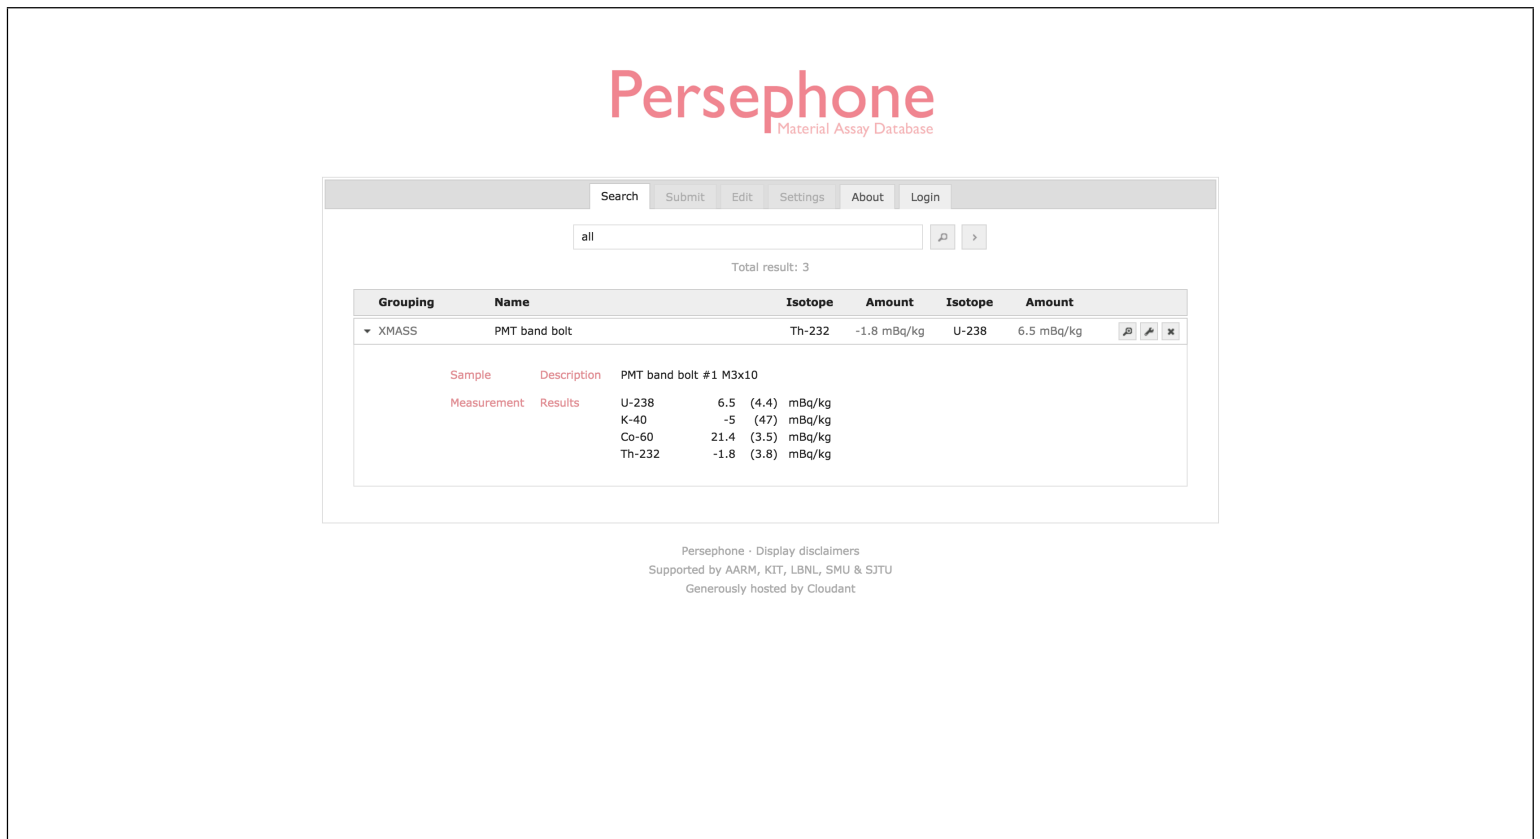 Persephone
Material Assay Database
Search Submit Edit Settings About Login
all
Total result: 3
Grouping Name Isotope Amount Isotope Amount
XMASS PMT band bolt Th-232 -1.8 mBq/kg U-238 6.5 mBq/kg
Sample Description PMT band bolt #1 M3x10
Measurement Results U-238 6.5 (4.4) mBq/kg
K-40 -5 (47) mBq/kg
Co-60 21.4 (3.5) mBq/kg
Th-232 -1.8 (3.8) mBq/kg
Persephone · Display disclaimers
Supported by AARM, KIT, LBNL, SMU & SJTU
Generously hosted by Cloudant